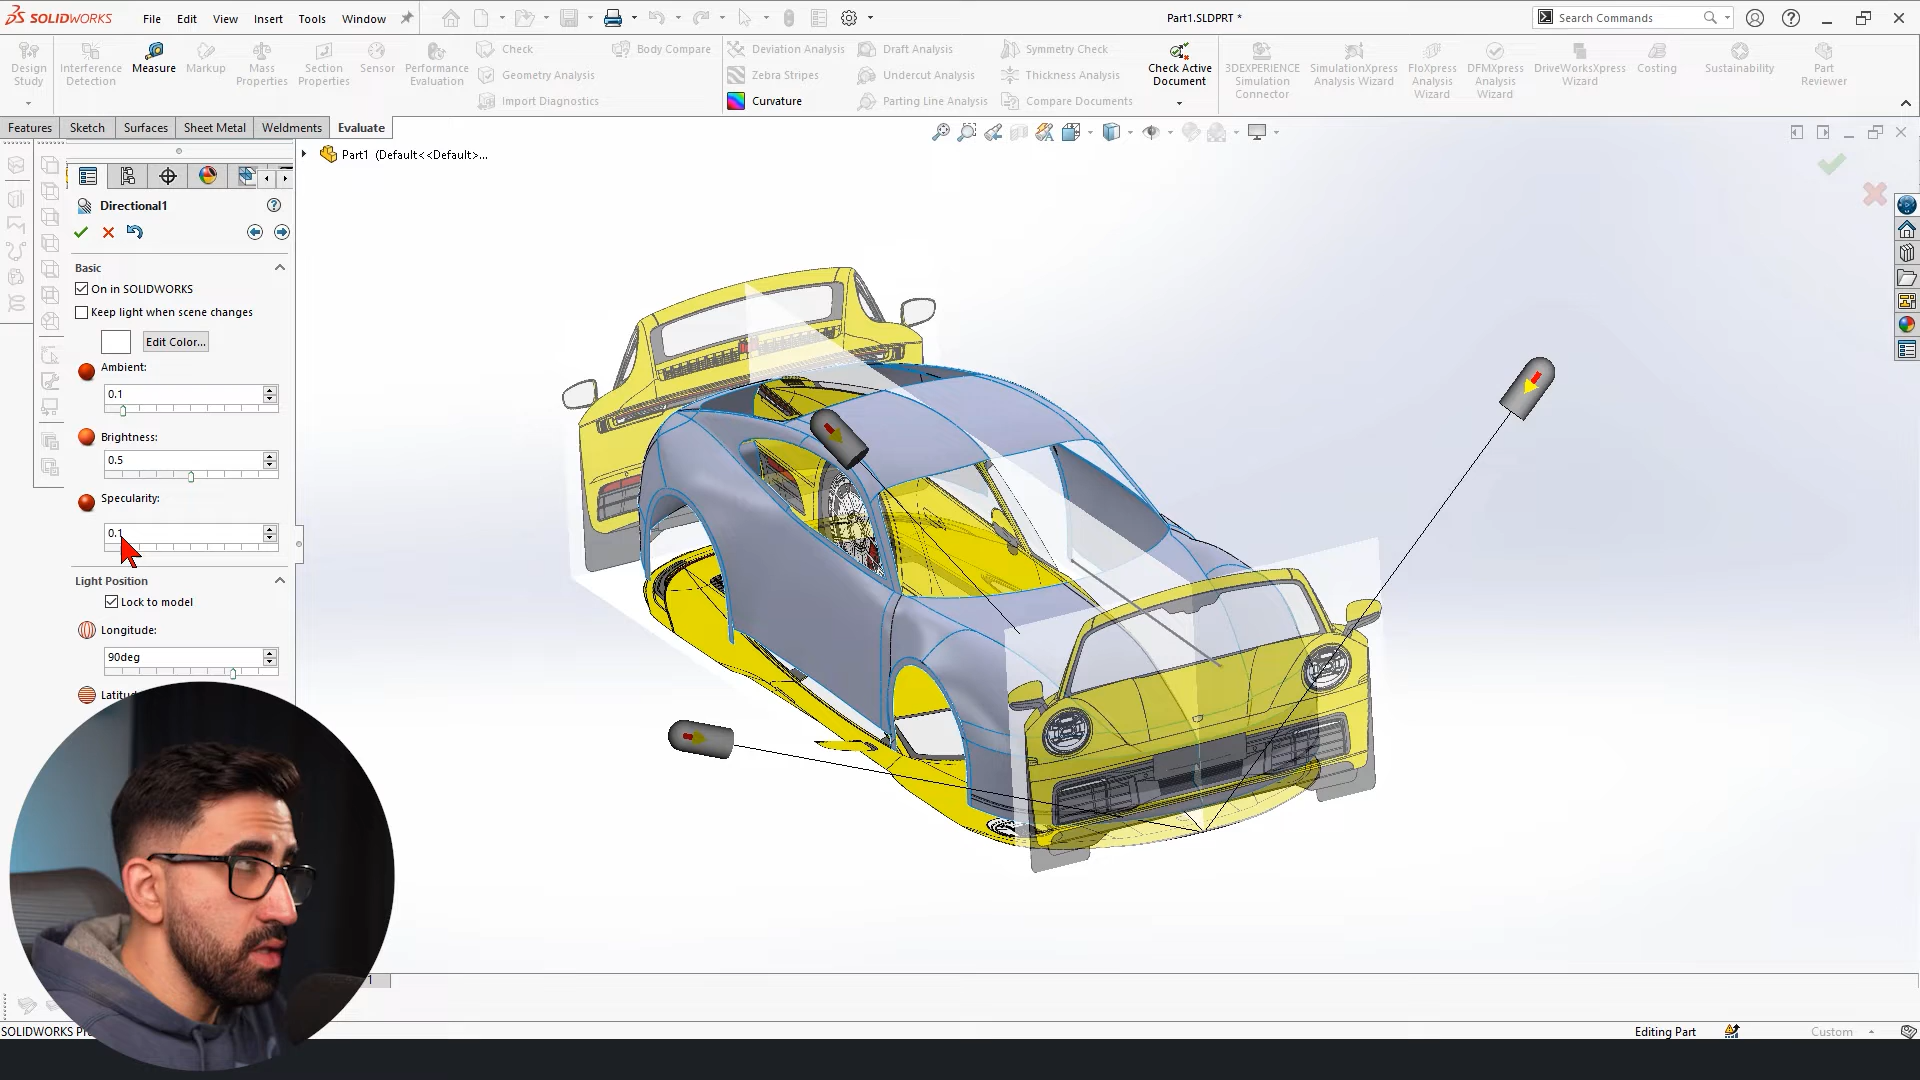 SOLIDWORKS
File Edit View Insert Tools Window
Part1.SLDPRT *
Search Commands
Design Study
Interference Detection
Measure
Markup
Mass Properties
Section Properties
Sensor
Performance Evaluation
Check
Geometry Analysis
Import Diagnostics
Body Compare
Deviation Analysis
Zebra Stripes
Curvature
Draft Analysis
Undercut Analysis
Parting Line Analysis
Symmetry Check
Thickness Analysis
Compare Documents
Check Active Document
3DEXPERIENCE Simulation Connector
SimulationXpress Analysis Wizard
FloXpress Analysis Wizard
DFMXpress Analysis Wizard
DriveWorksXpress Wizard
Costing
Sustainability
Part Reviewer
Features Sketch Surfaces Sheet Metal Weldments Evaluate
Part1 (Default<<Default>...
Directional1
Basic
On in SOLIDWORKS
Keep light when scene changes
Edit Color...
Ambient:
0.1
Brightness:
0.5
Specularity:
0.1
Light Position
Lock to model
Longitude:
90deg
1
SOLIDWORKS
Editing Part
Custom